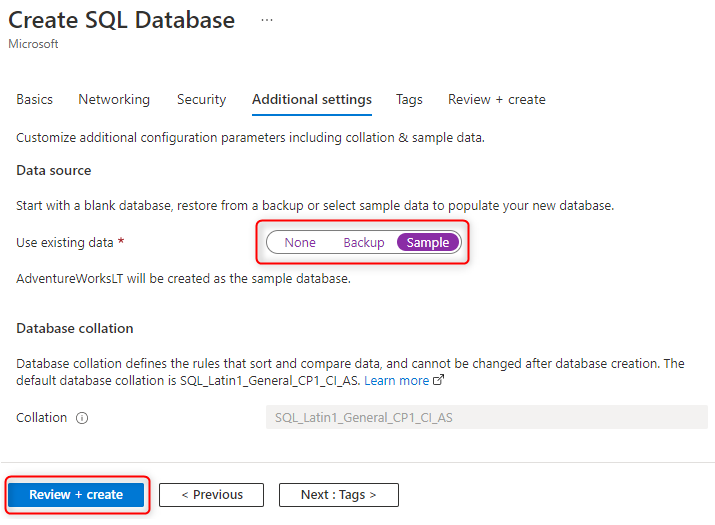 Create SQL Database ...
Microsoft
Basics Networking Security Additional settings Tags Review + create
Customize additional configuration parameters including collation & sample data.
Data source
Start with a blank database, restore from a backup or select sample data to populate your new database.
Use existing data * None Backup Sample
AdventureWorksLT will be created as the sample database.
Database collation
Database collation defines the rules that sort and compare data, and cannot be changed after database creation. The
default database collation is SQL_Latin1_General_CP1_CI_AS. Learn more
Collation SQL_Latin1_General_CP1_CI_AS
Review + create < Previous Next : Tags >